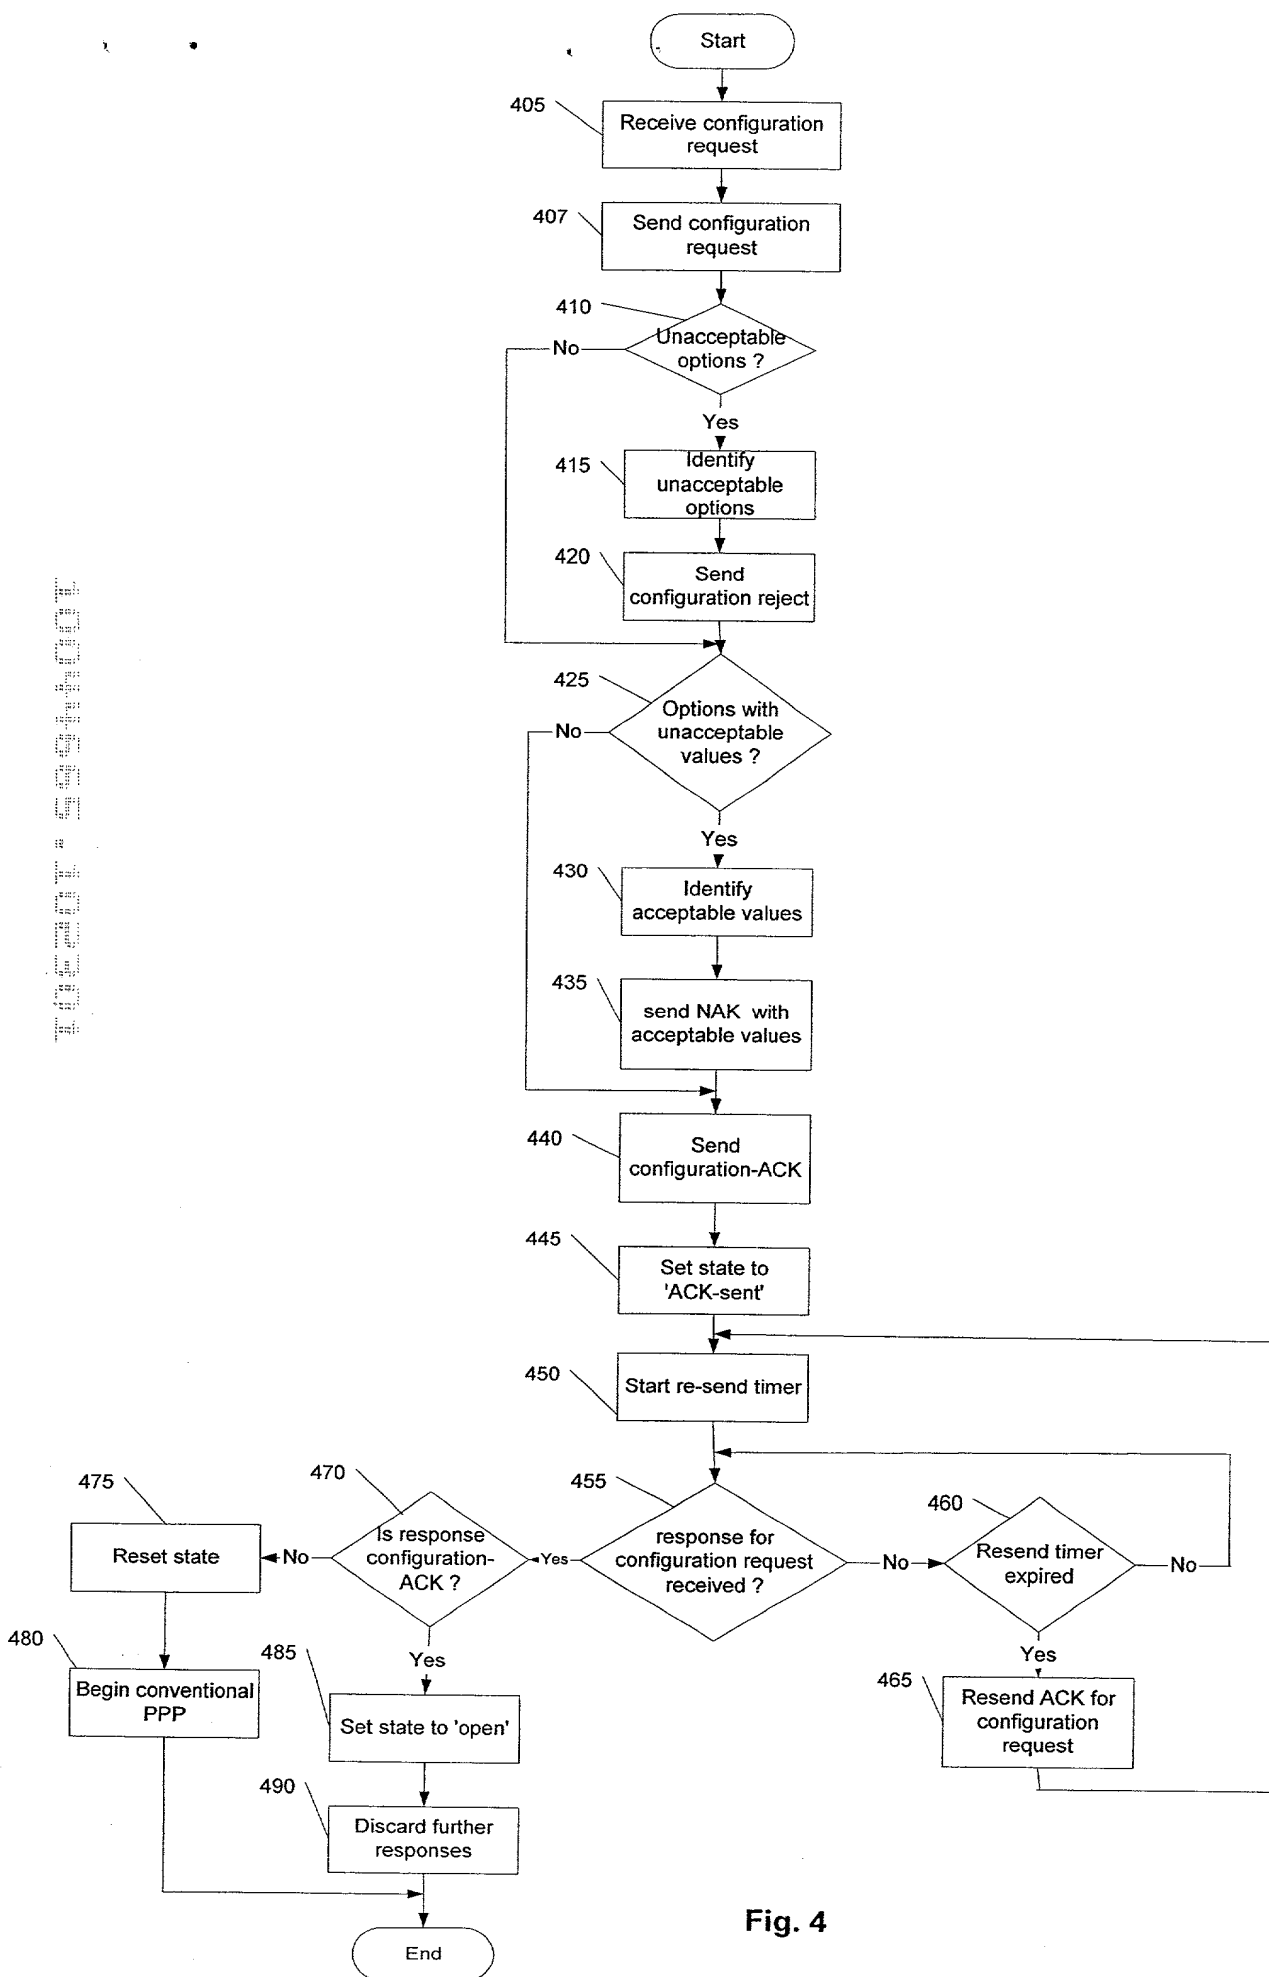 Start
405
Receive configuration
request
407
Send configuration
request
410
Unacceptable
options ?
No
Yes
415
Identify
unacceptable
options
420
Send
configuration reject
425
Options with
unacceptable
values ?
No
Yes
430
Identify
acceptable values
435
send NAK with
acceptable values
440
Send
configuration-ACK
445
Set state to
'ACK-sent'
450
Start re-send timer
455
response for
configuration request
received ?
Yes
No
460
Resend timer
expired
No
Yes
465
Resend ACK for
configuration
request
470
Is response
configuration-
ACK ?
No
Yes
475
Reset state
480
Begin conventional
PPP
485
Set state to 'open'
490
Discard further
responses
End
Fig. 4